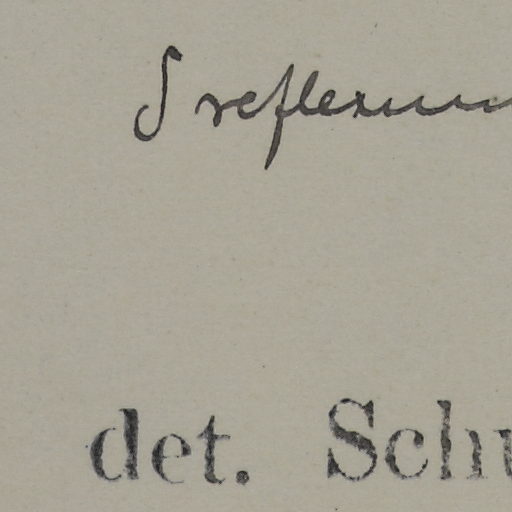 S reflexum
det. Sch